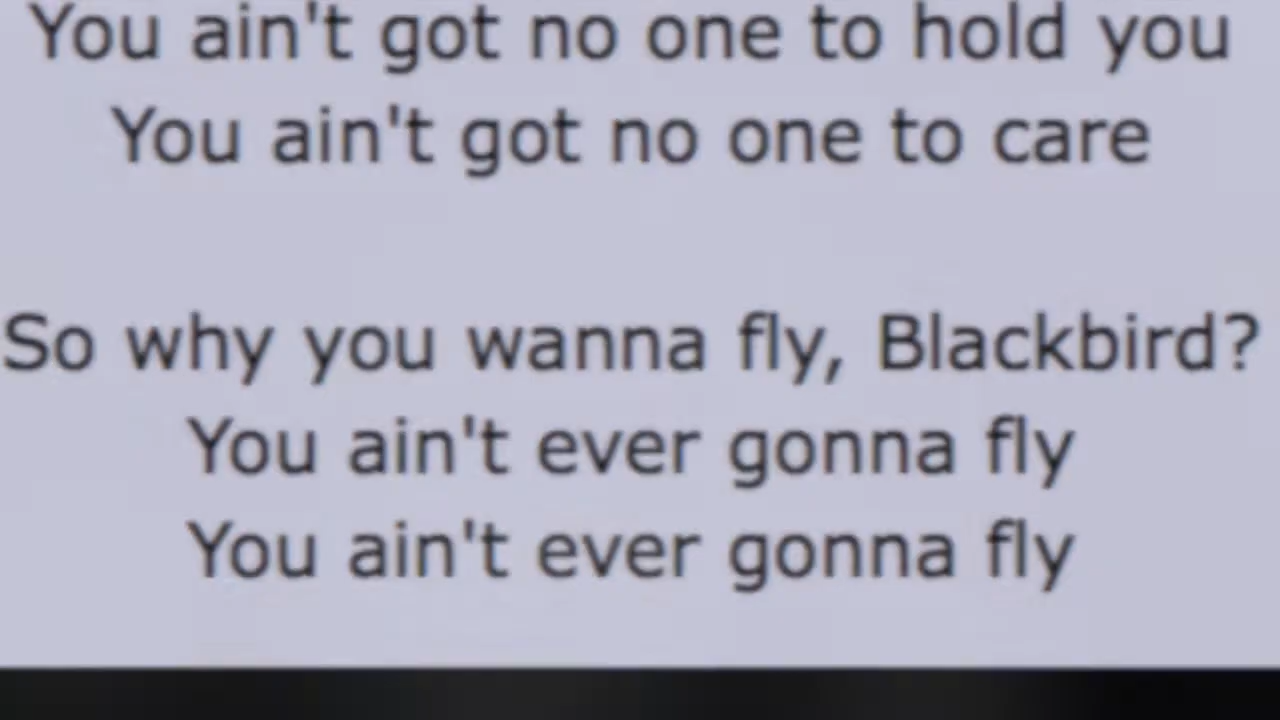 You ain't got no one to hold you
You ain't got no one to care
So why you wanna fly, Blackbird?
You ain't ever gonna fly
You ain't ever gonna fly